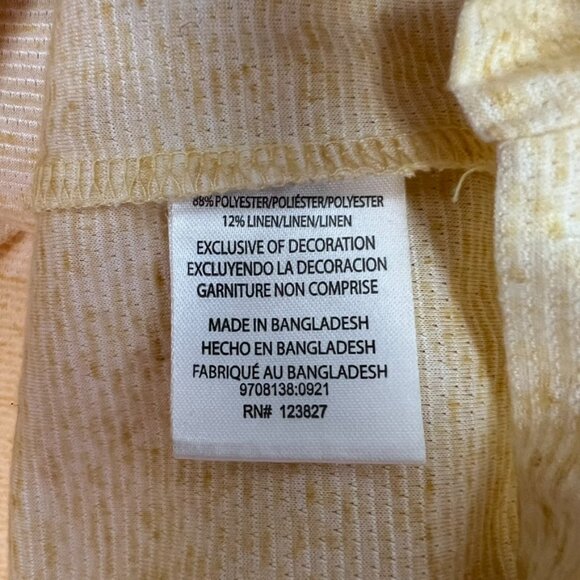 88% POLYESTER/POLIÉSTER/POLYESTER
12% LINEN/LINEN/LINEN
EXCLUSIVE OF DECORATION
EXCLUYENDO LA DECORACION
GARNITURE NON COMPRISE
MADE IN BANGLADESH
HECHO EN BANGLADESH
FABRIQUÉ AU BANGLADESH
9708138:0921
RN# 123827